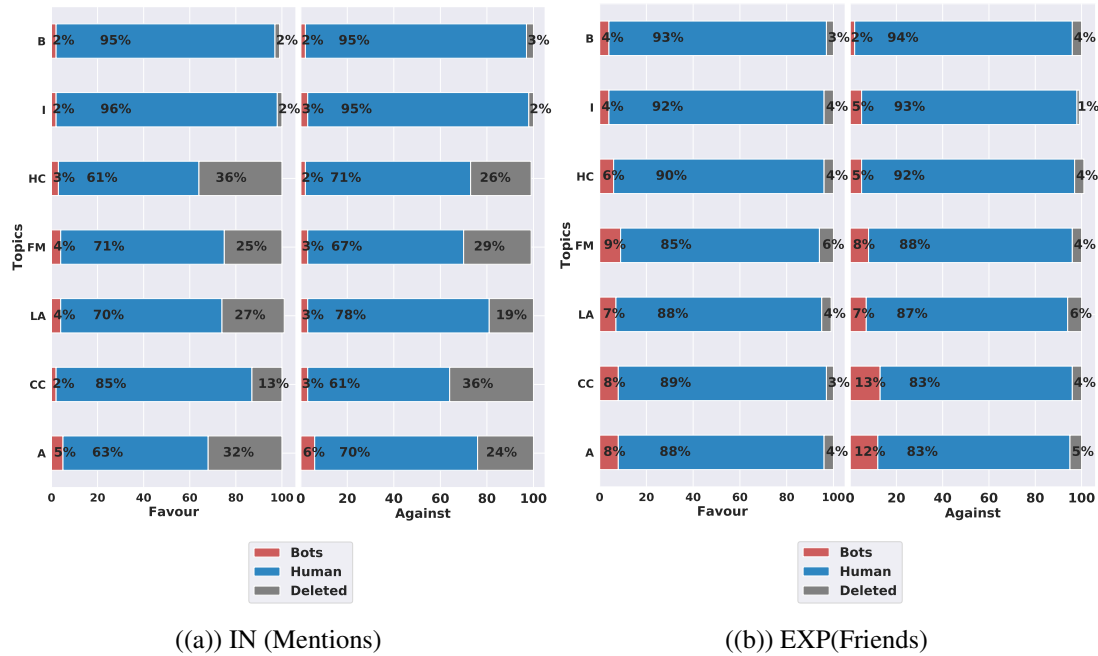 B 2% 95% 2% 2% 95% 3%
I 2% 96% 2% 3% 95% 2%
HC 3% 61% 36% 2% 71% 26%
FM 4% 71% 25% 3% 67% 29%
LA 4% 70% 27% 3% 78% 19%
CC 2% 85% 13% 3% 61% 36%
A 5% 63% 32% 6% 70% 24%
Topics
0 20 40 60 80 100 0 20 40 60 80 100
Favour Against
Bots
Human
Deleted
((a)) IN (Mentions)
B 4% 93% 3% 2% 94% 4%
I 4% 92% 4% 5% 93% 1%
HC 6% 90% 4% 5% 92% 4%
FM 9% 85% 6% 8% 88% 4%
LA 7% 88% 4% 7% 87% 6%
CC 8% 89% 3% 13% 83% 4%
A 8% 88% 4% 12% 83% 5%
Topics
0 20 40 60 80 100 0 20 40 60 80 100
Favour Against
Bots
Human
Deleted
((b)) EXP(Friends)